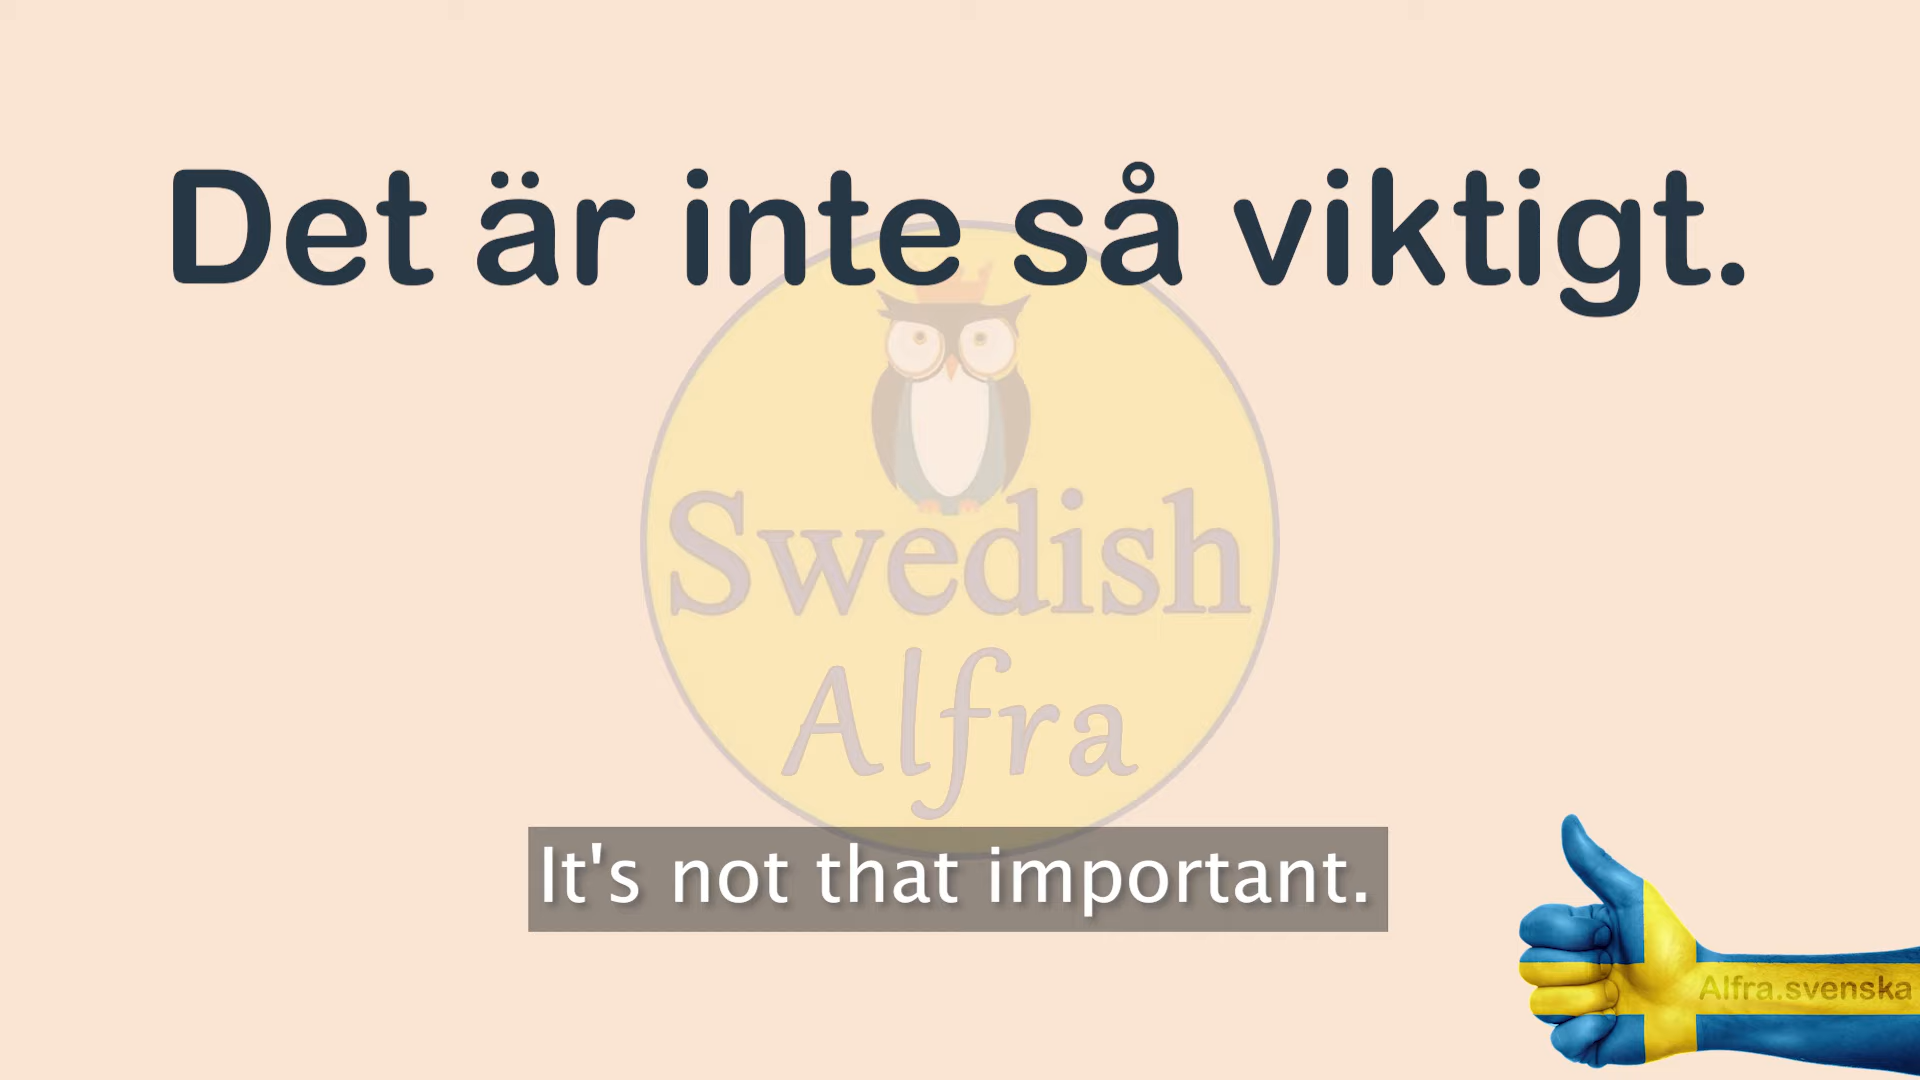 Det är inte så viktigt.
Swedish
Alfra
It's not that important.
Alfra.svenska